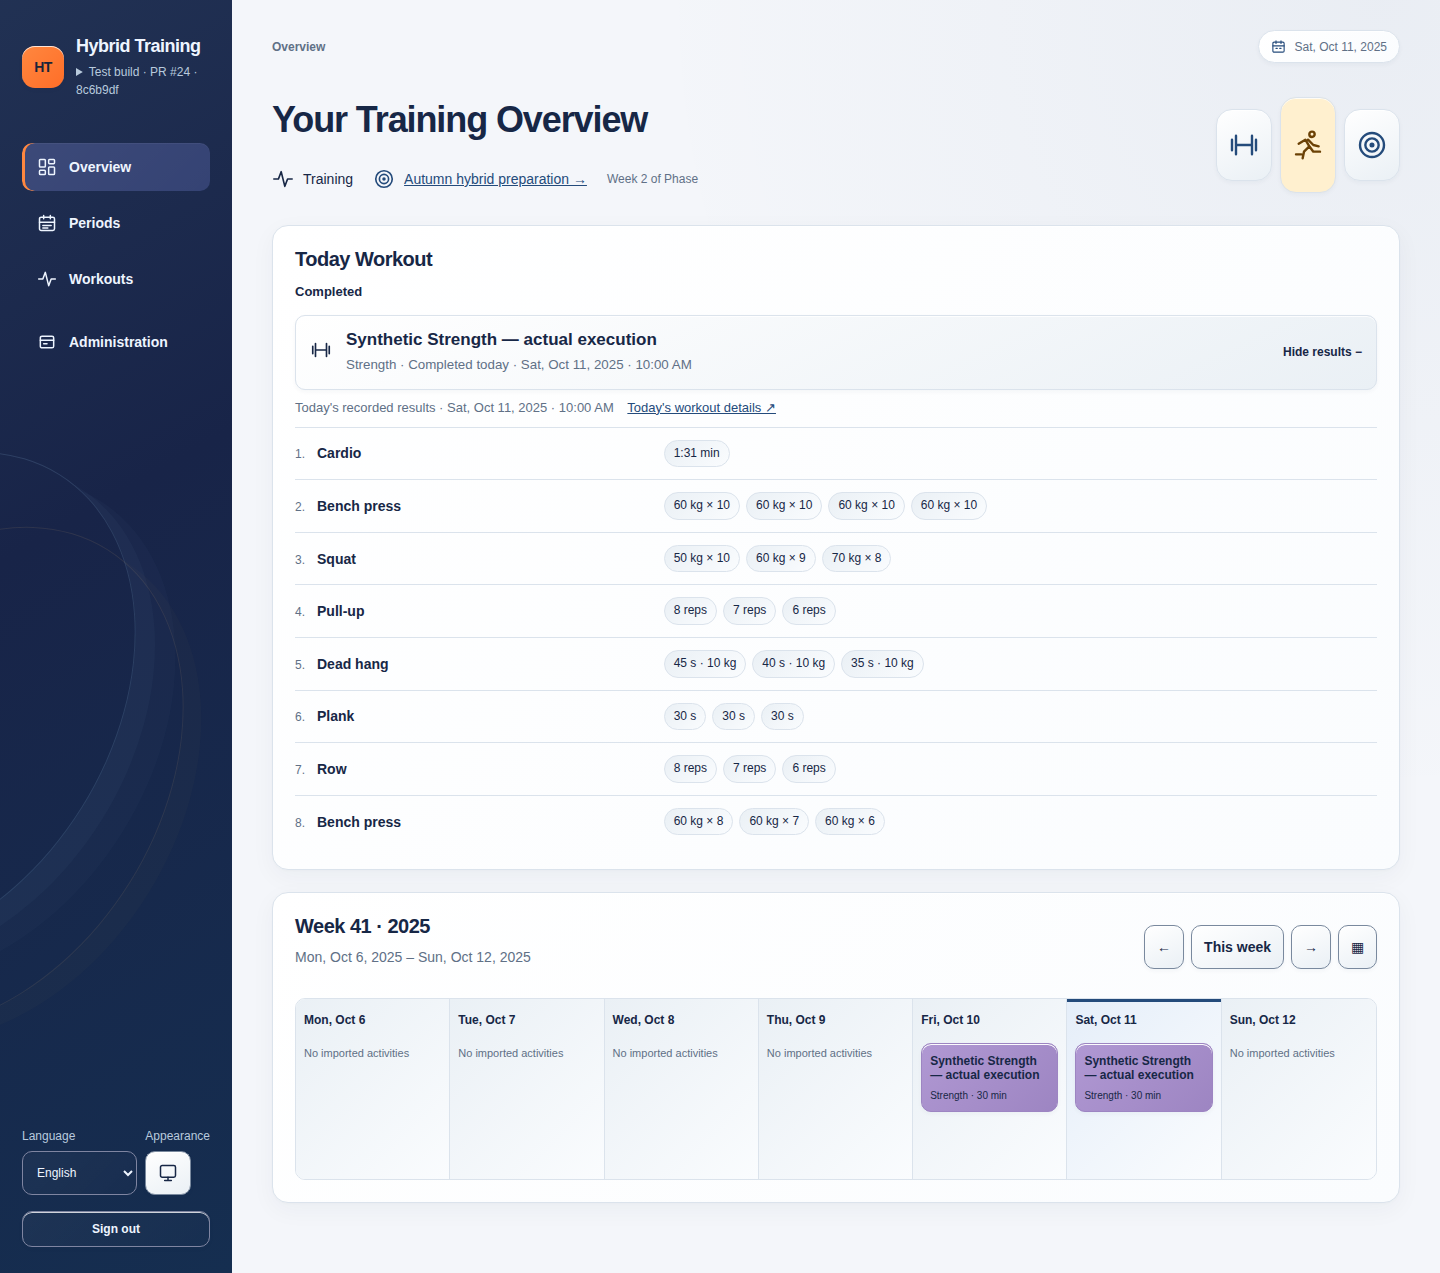 HT
Hybrid Training
▶ Test build · PR #24 ·
8c6b9df
Overview
Periods
Workouts
Administration
Language
Appearance
English
Sign out
Overview
Sat, Oct 11, 2025
Your Training Overview
Training
Autumn hybrid preparation →
Week 2 of Phase
Today Workout
Completed
Synthetic Strength — actual execution
Strength · Completed today · Sat, Oct 11, 2025 · 10:00 AM
Hide results −
Today's recorded results · Sat, Oct 11, 2025 · 10:00 AM Today's workout details ↗
1. Cardio 1:31 min
2. Bench press 60 kg × 10 60 kg × 10 60 kg × 10 60 kg × 10
3. Squat 50 kg × 10 60 kg × 9 70 kg × 8
4. Pull-up 8 reps 7 reps 6 reps
5. Dead hang 45 s · 10 kg 40 s · 10 kg 35 s · 10 kg
6. Plank 30 s 30 s 30 s
7. Row 8 reps 7 reps 6 reps
8. Bench press 60 kg × 8 60 kg × 7 60 kg × 6
Week 41 · 2025
Mon, Oct 6, 2025 – Sun, Oct 12, 2025
← This week → ▦
Mon, Oct 6
No imported activities
Tue, Oct 7
No imported activities
Wed, Oct 8
No imported activities
Thu, Oct 9
No imported activities
Fri, Oct 10
Synthetic Strength
— actual execution
Strength · 30 min
Sat, Oct 11
Synthetic Strength
— actual execution
Strength · 30 min
Sun, Oct 12
No imported activities